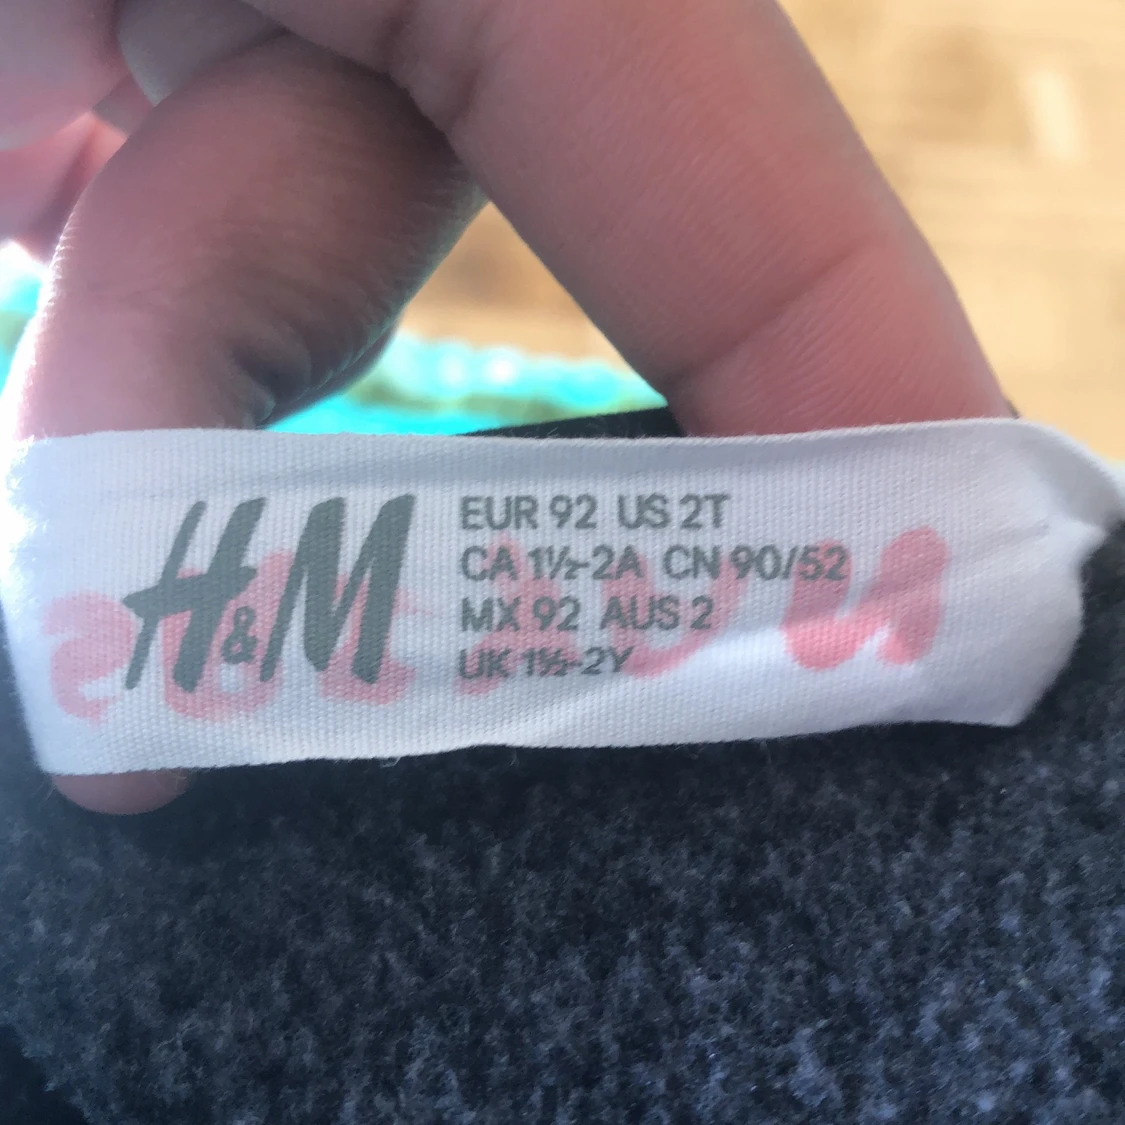 H&M
EUR 92 US 2T
CA 1½-2A CN 90/52
MX 92 AUS 2
UK 1½-2Y